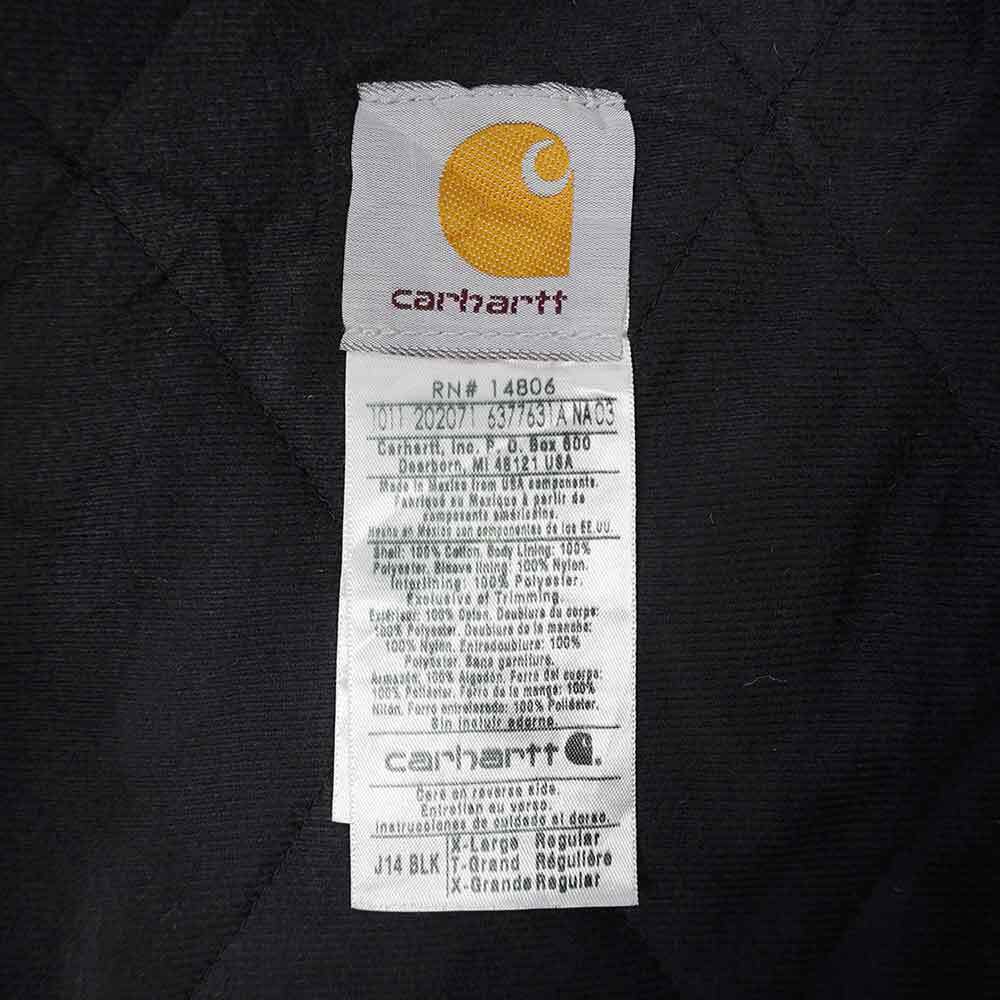 carhartt
RN# 14806
1011 202071 6377631A NA 03
Carhartt, Inc. P. O. Box 600
Dearborn, MI 48121 USA
Made in Mexico from USA components.
Fabriqué au Mexique à partir de
composants américains.
Hecho en México con componentes de los EE.UU.
Shell: 100% Cotton. Body Lining: 100%
Polyester. Sleeve lining: 100% Nylon.
Interlining: 100% Polyester.
Exclusive of Trimming.
Extérieur: 100% Coton. Doublure du corps:
100% Polyester. Doublure de la manche:
100% Nylon. Entredoublure: 100%
Polyester. Sans garniture.
Armazón: 100% Algodón. Forro del cuerpo:
100% Poliéster. Forro de la manga: 100%
Nilón. Forro entrelazado: 100% Poliéster.
Sin incluir adorno.
carhartt
Care on reverse side.
Entretien au verso.
Instrucciones de cuidado al dorso.
J14 BLK
X-Large Regular
T-Grand Régulière
X-Grande Regular